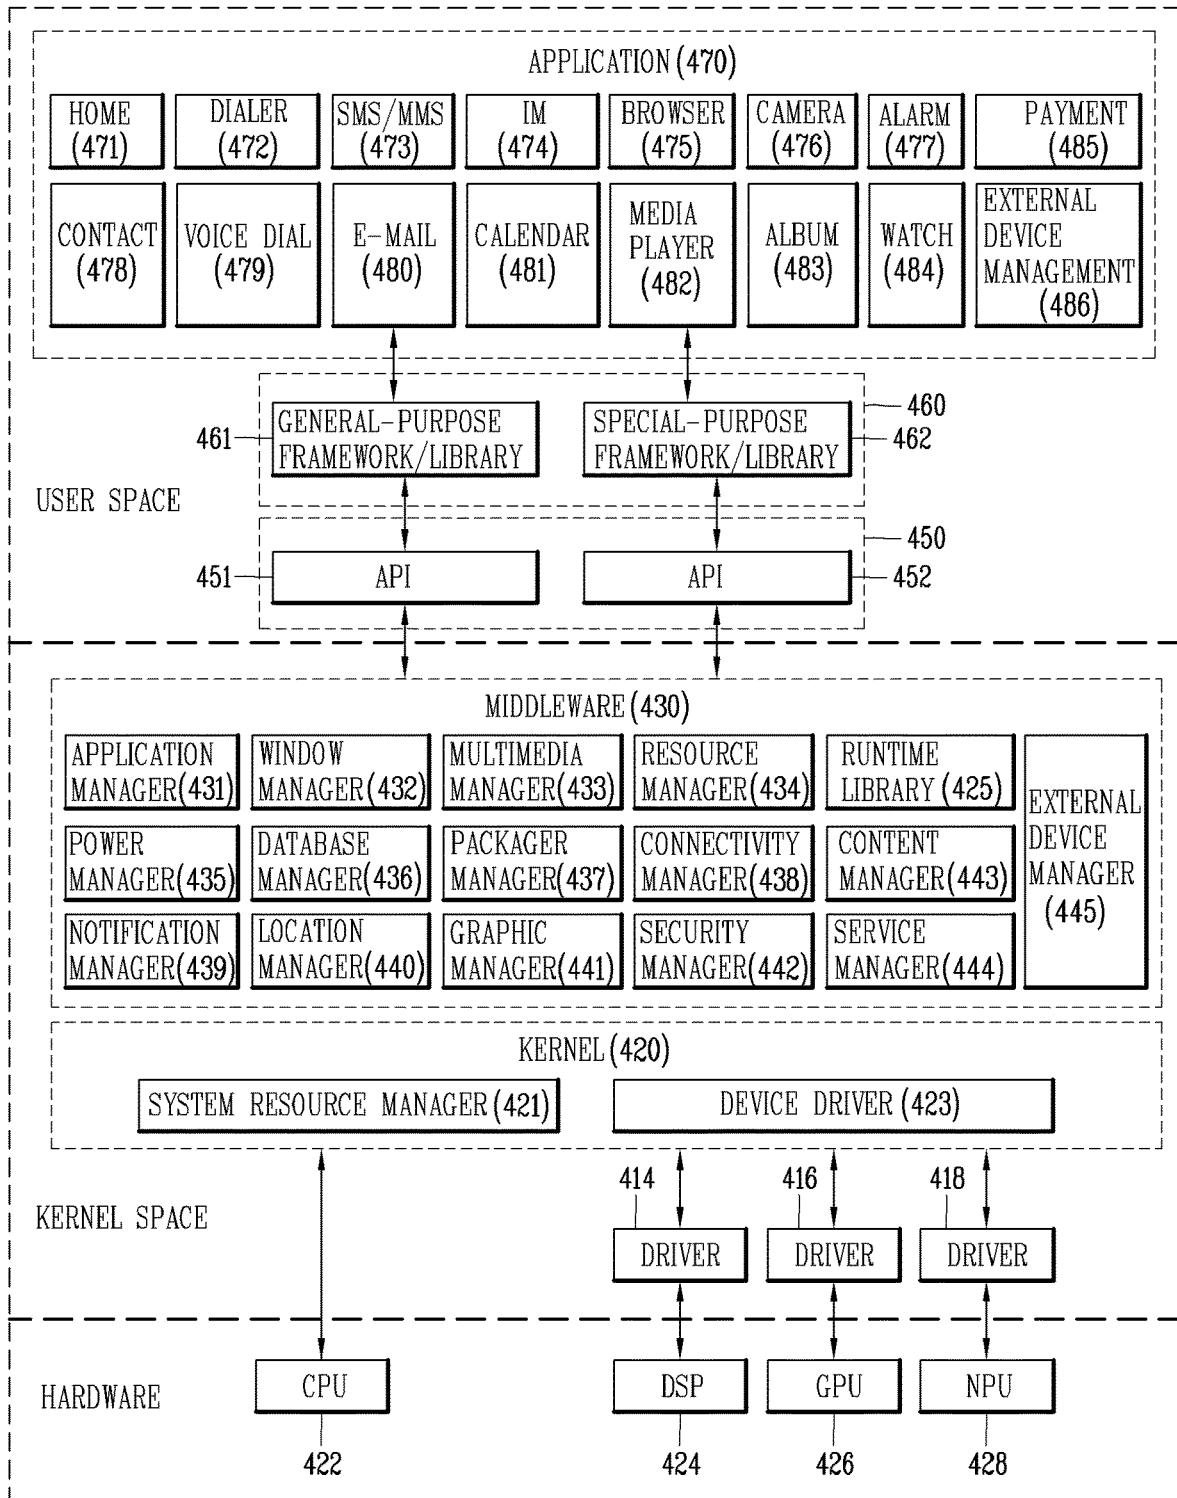 APPLICATION(470)
HOME
(471)
DIALER
(472)
SMS/MMS
(473)
IM
(474)
BROWSER
(475)
CAMERA
(476)
ALARM
(477)
PAYMENT
(485)
CONTACT
(478)
VOICE DIAL
(479)
E-MAIL
(480)
CALENDAR
(481)
MEDIA
PLAYER
(482)
ALBUM
(483)
WATCH
(484)
EXTERNAL
DEVICE
MANAGEMENT
(486)
460
461
GENERAL-PURPOSE
FRAMEWORK/LIBRARY
SPECIAL-PURPOSE
FRAMEWORK/LIBRARY
462
USER SPACE
450
451
API
API
452
MIDDLEWARE(430)
APPLICATION
MANAGER(431)
WINDOW
MANAGER(432)
MULTIMEDIA
MANAGER(433)
RESOURCE
MANAGER(434)
RUNTIME
LIBRARY(425)
EXTERNAL
DEVICE
MANAGER
(445)
POWER
MANAGER(435)
DATABASE
MANAGER(436)
PACKAGER
MANAGER(437)
CONNECTIVITY
MANAGER(438)
CONTENT
MANAGER(443)
NOTIFICATION
MANAGER(439)
LOCATION
MANAGER(440)
GRAPHIC
MANAGER(441)
SECURITY
MANAGER(442)
SERVICE
MANAGER(444)
KERNEL(420)
SYSTEM RESOURCE MANAGER(421)
DEVICE DRIVER(423)
414
416
418
KERNEL SPACE
DRIVER
DRIVER
DRIVER
HARDWARE
CPU
DSP
GPU
NPU
422
424
426
428